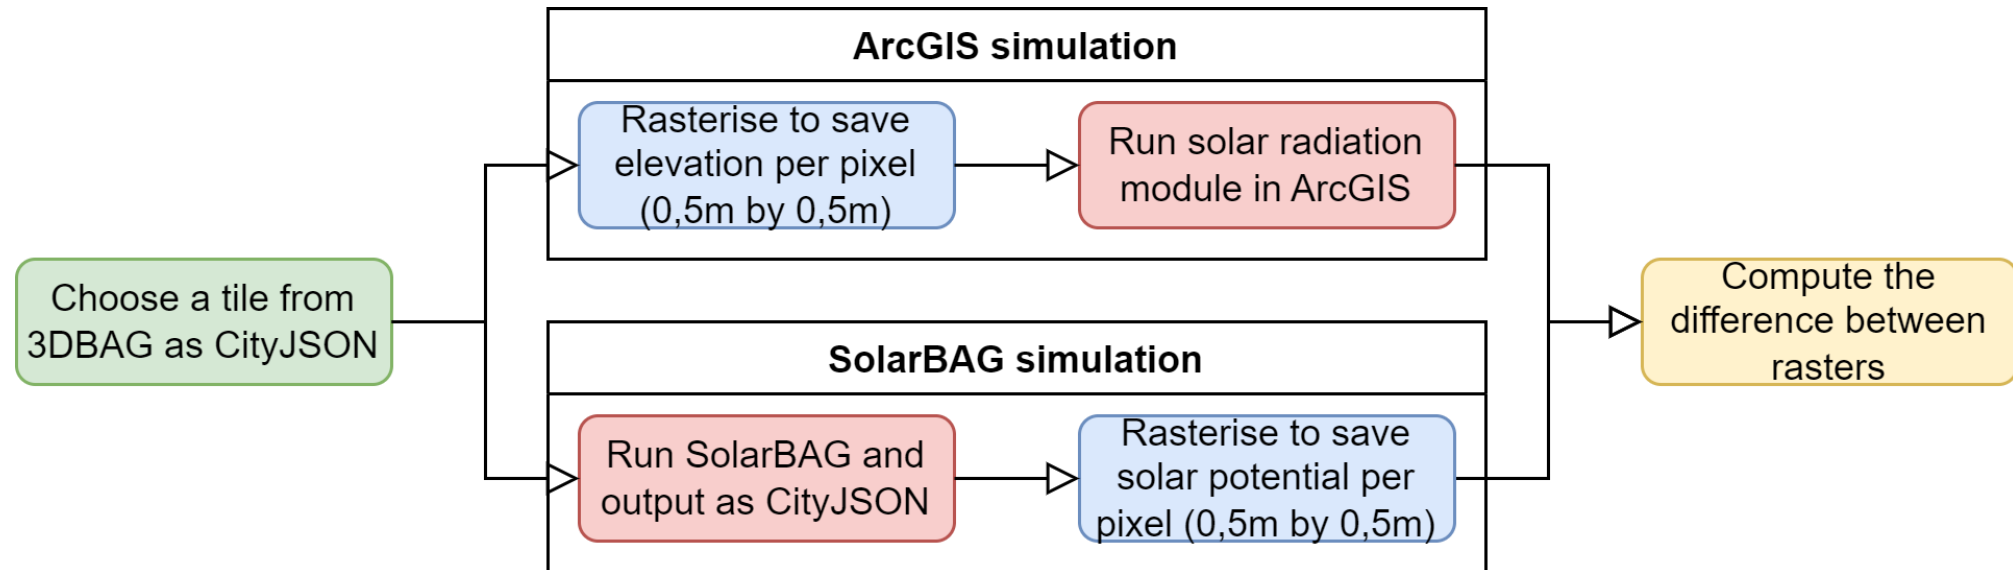 ArcGIS simulation
Rasterise to save
elevation per pixel
(0,5m by 0,5m)
Run solar radiation
module in ArcGIS
Choose a tile from
3DBAG as CityJSON
Compute the
difference between
rasters
SolarBAG simulation
Run SolarBAG and
output as CityJSON
Rasterise to save
solar potential per
pixel (0,5m by 0,5m)